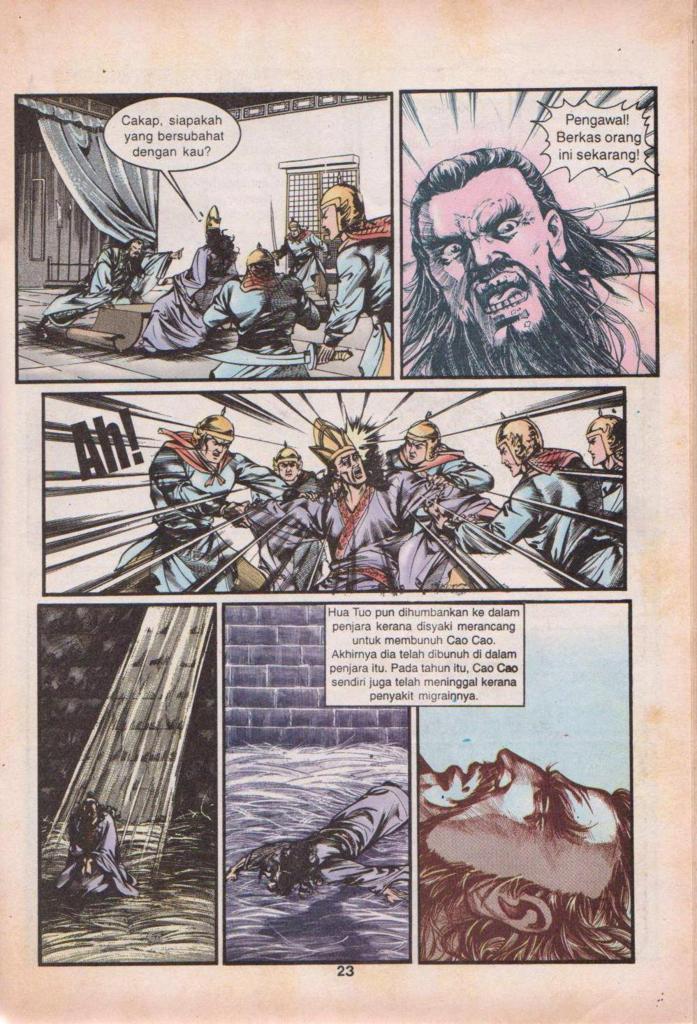 Cakap, siapakah
yang bersubahat
dengan kau?
Pengawal!
Berkas orang
ini sekarang!
Ah!
Hua Tuo pun dihumbankan ke dalam
penjara kerana disyaki merancang
untuk membunuh Cao Cao.
Akhirnya dia telah dibunuh di dalam
penjara itu. Pada tahun itu, Cao Cao
sendiri juga telah meninggal kerana
penyakit migrainnya.
23